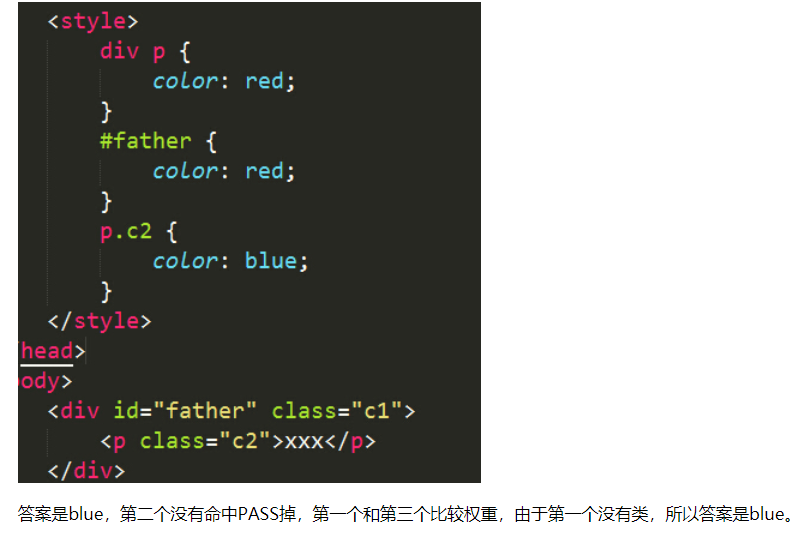 <style>
div p {
color: red;
}
#father {
color: red;
}
p.c2 {
color: blue;
}
</style>
head>
ody>
<div id="father" class="c1">
<p class="c2">xxx</p>
</div>
答案是blue，第二个没有命中PASS掉，第一个和第三个比较权重，由于第一个没有类，所以答案是blue。